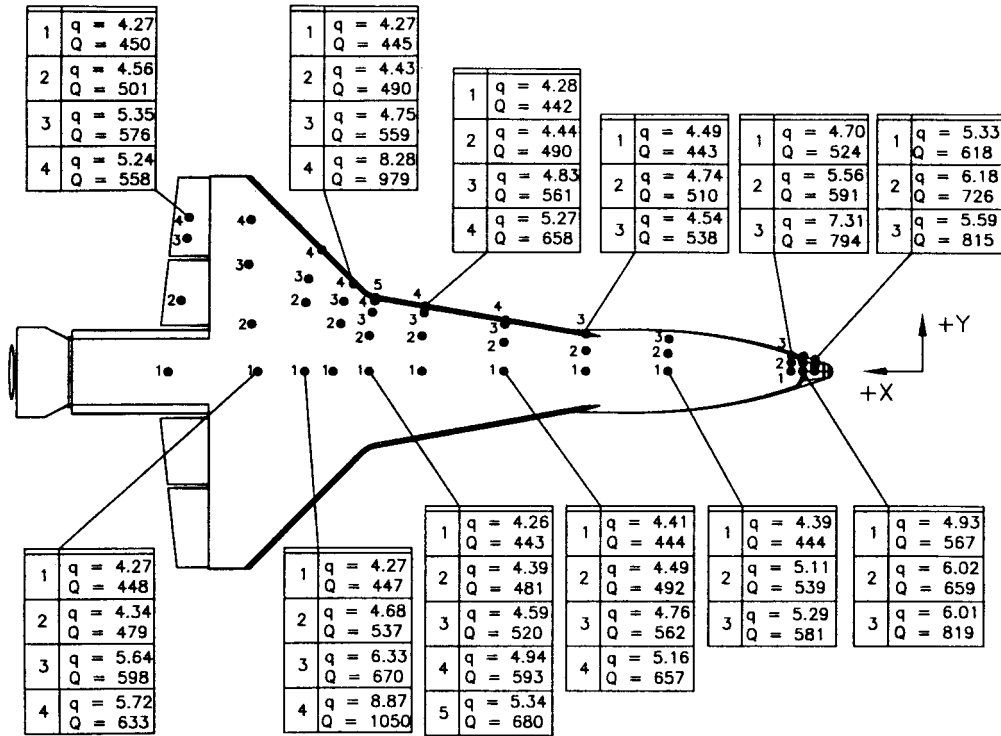 1 q = 4.27
Q = 450
2 q = 4.56
Q = 501
3 q = 5.35
Q = 576
4 q = 5.24
Q = 558
1 q = 4.27
Q = 445
2 q = 4.43
Q = 490
3 q = 4.75
Q = 559
4 q = 8.28
Q = 979
1 q = 4.28
Q = 442
2 q = 4.44
Q = 490
3 q = 4.83
Q = 561
4 q = 5.27
Q = 658
1 q = 4.49
Q = 443
2 q = 4.74
Q = 510
3 q = 4.54
Q = 538
1 q = 4.70
Q = 524
2 q = 5.56
Q = 591
3 q = 7.31
Q = 794
1 q = 5.33
Q = 618
2 q = 6.18
Q = 726
3 q = 5.59
Q = 815
4 4
3 3 4 3 4 5
2 2 2 2 4 3 2 4 3 2 4 3 2 3 2 3 2 3 2
1 1 1 1 1 1 1 1 1 1
+Y
+X
1 q = 4.27
Q = 448
2 q = 4.34
Q = 479
3 q = 5.64
Q = 598
4 q = 5.72
Q = 633
1 q = 4.27
Q = 447
2 q = 4.68
Q = 537
3 q = 6.33
Q = 670
4 q = 8.87
Q = 1050
1 q = 4.26
Q = 443
2 q = 4.39
Q = 481
3 q = 4.59
Q = 520
4 q = 4.94
Q = 593
5 q = 5.34
Q = 680
1 q = 4.41
Q = 444
2 q = 4.49
Q = 492
3 q = 4.76
Q = 562
4 q = 5.16
Q = 657
1 q = 4.39
Q = 444
2 q = 5.11
Q = 539
3 q = 5.29
Q = 581
1 q = 4.93
Q = 567
2 q = 6.02
Q = 659
3 q = 6.01
Q = 819